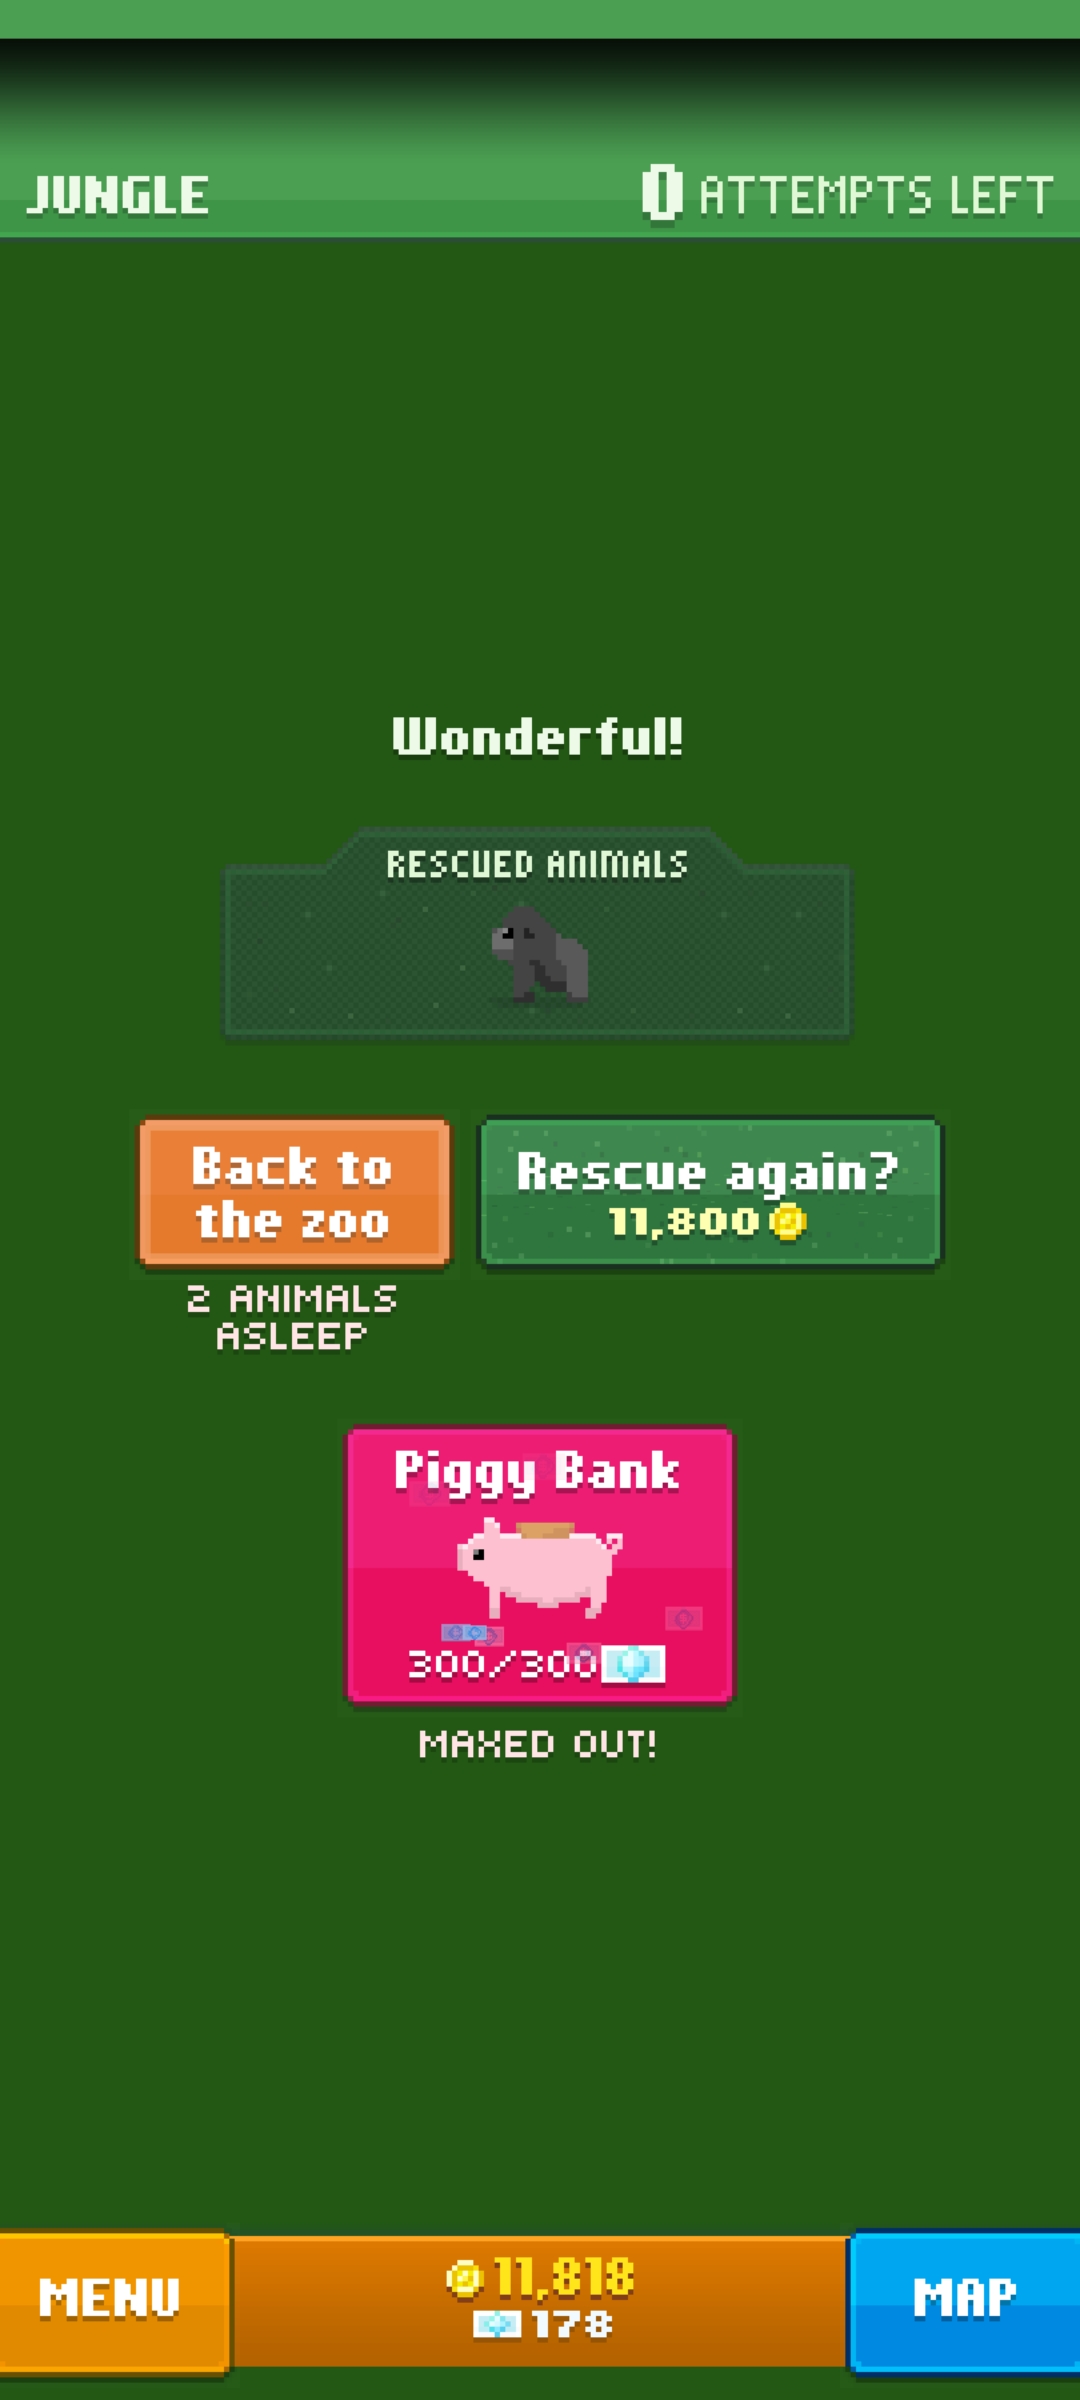 JUNGLE
0 ATTEMPTS LEFT
Wonderful!
RESCUED ANIMALS
Back to
the zoo
Rescue again?
11,800
2 ANIMALS
ASLEEP
Piggy Bank
300/300
MAXED OUT!
MENU
11,818
178
MAP